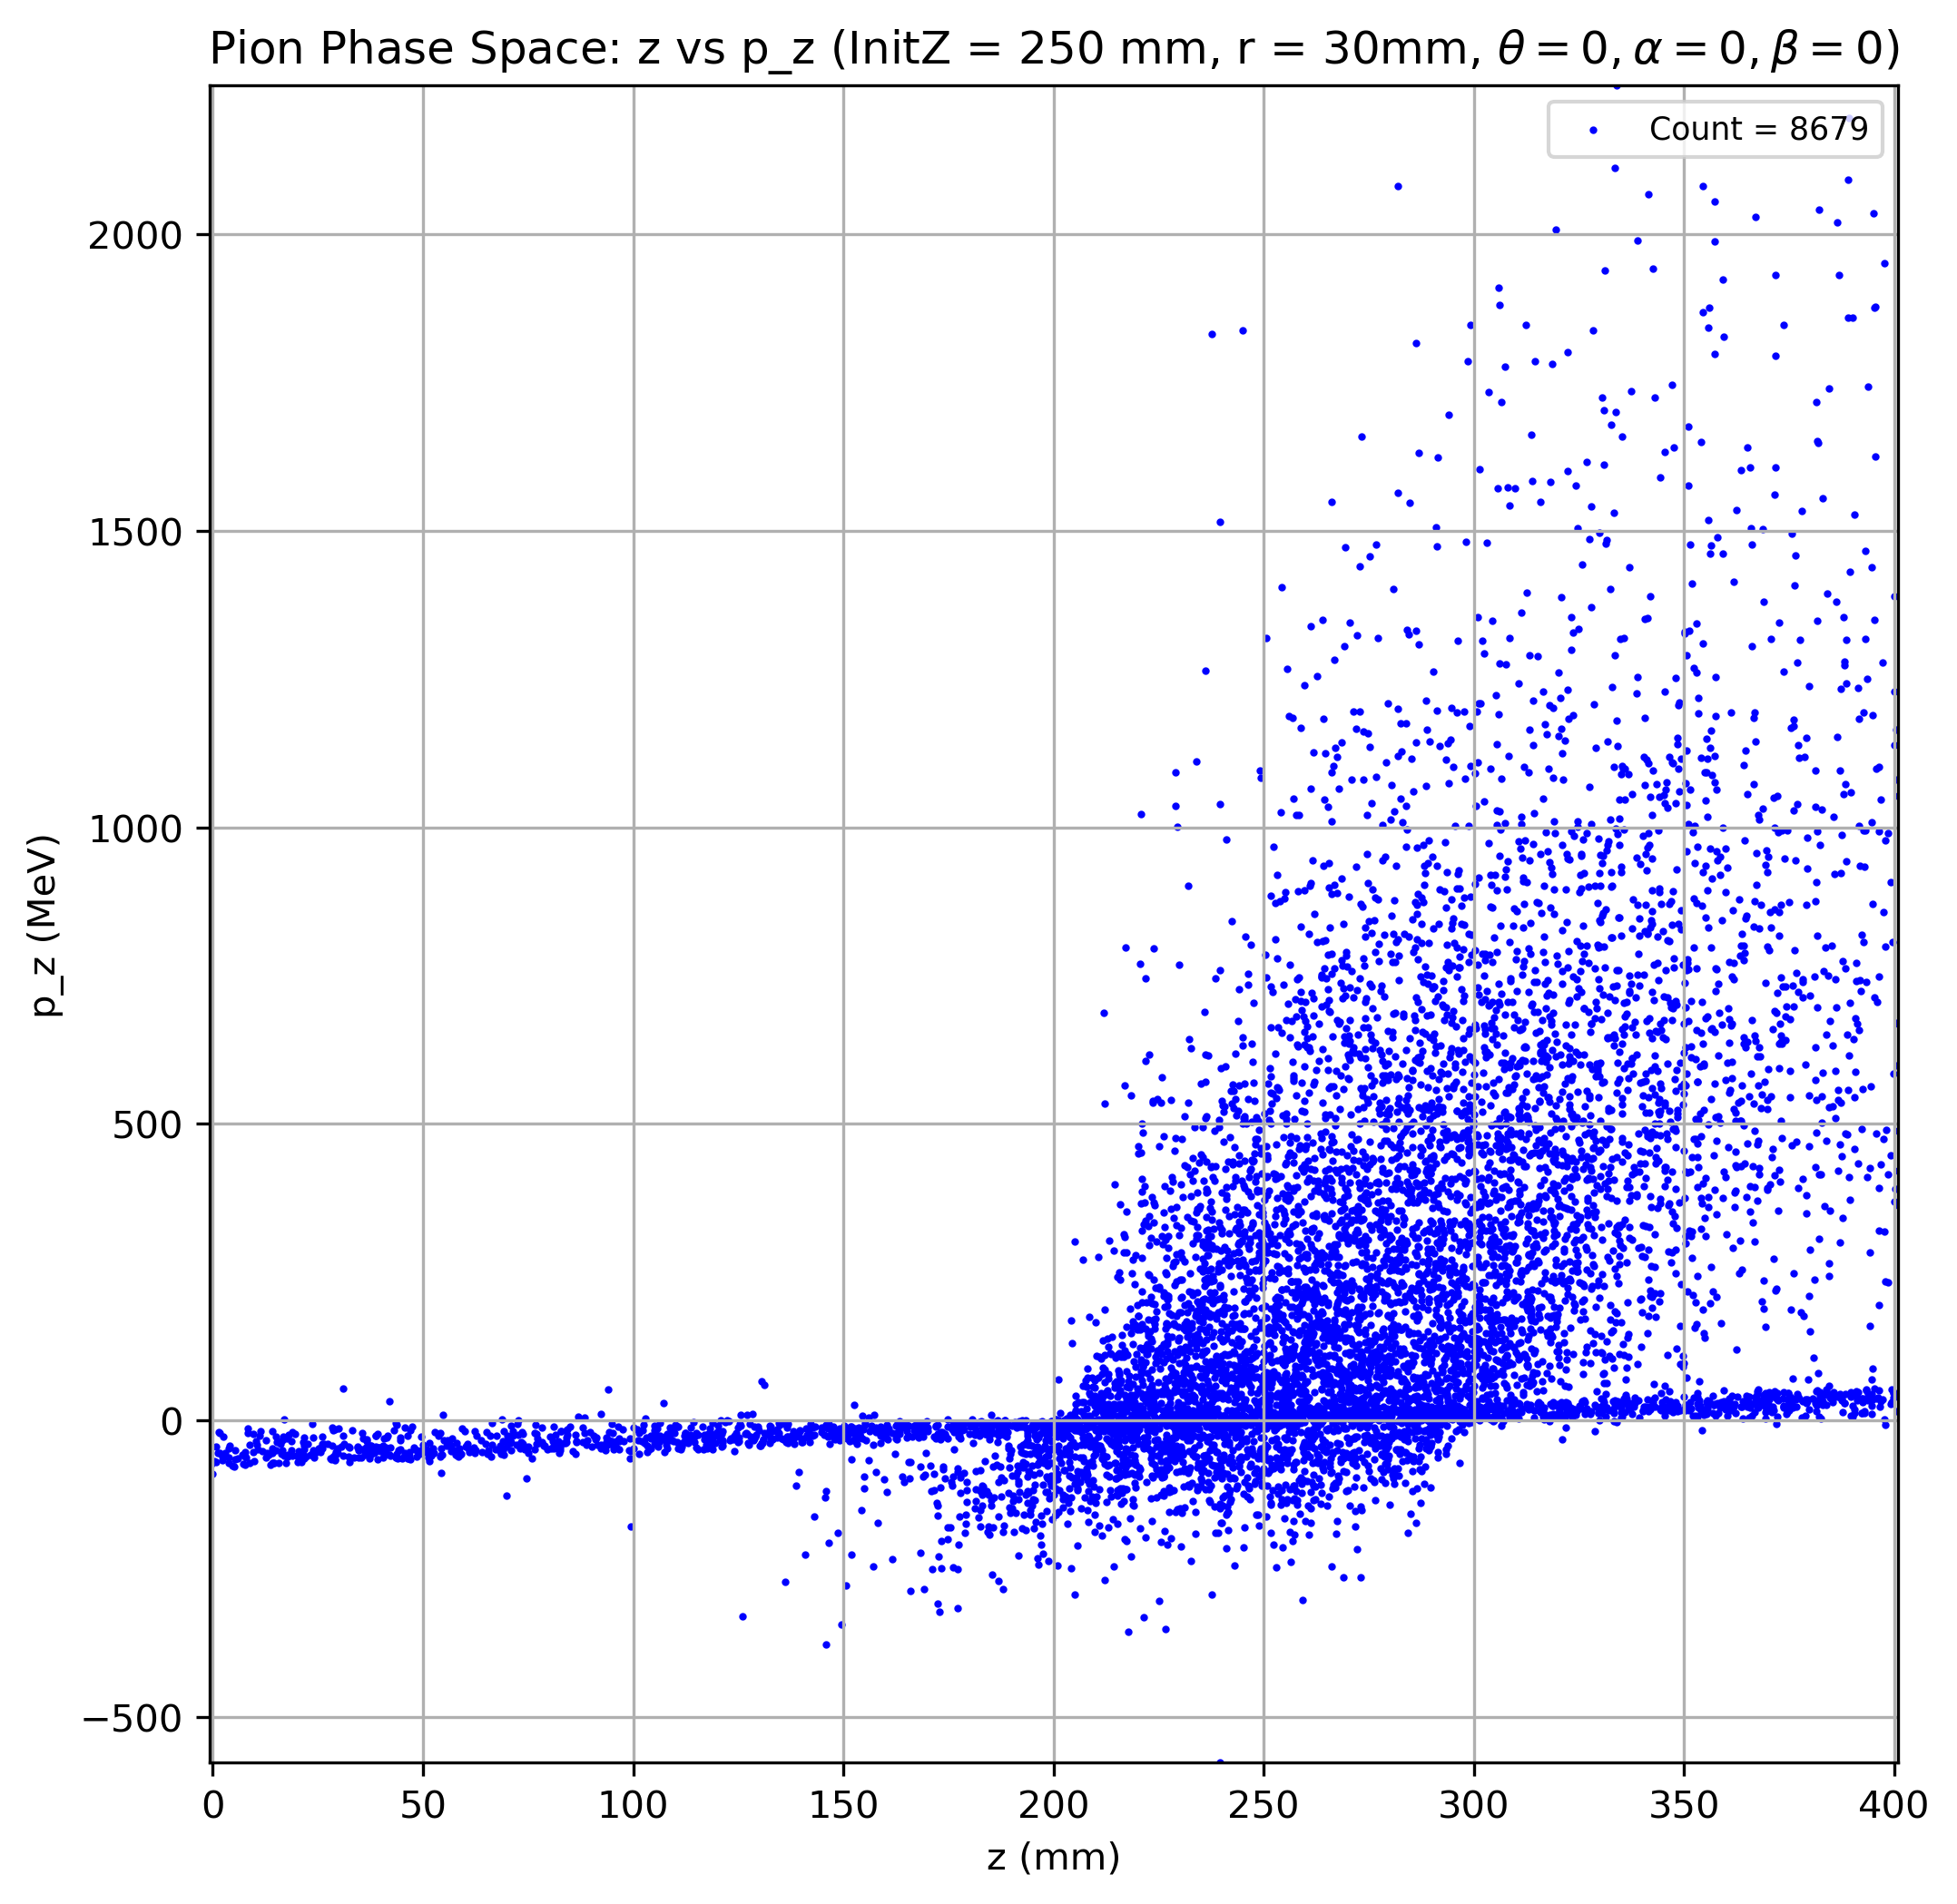 Pion Phase Space: z vs p_z (InitZ = 250 mm, r = 30mm, θ = 0, α = 0, β = 0)
Count = 8679
2000
1500
1000
500
0
−500
p_z (MeV)
0 50 100 150 200 250 300 350 400
z (mm)